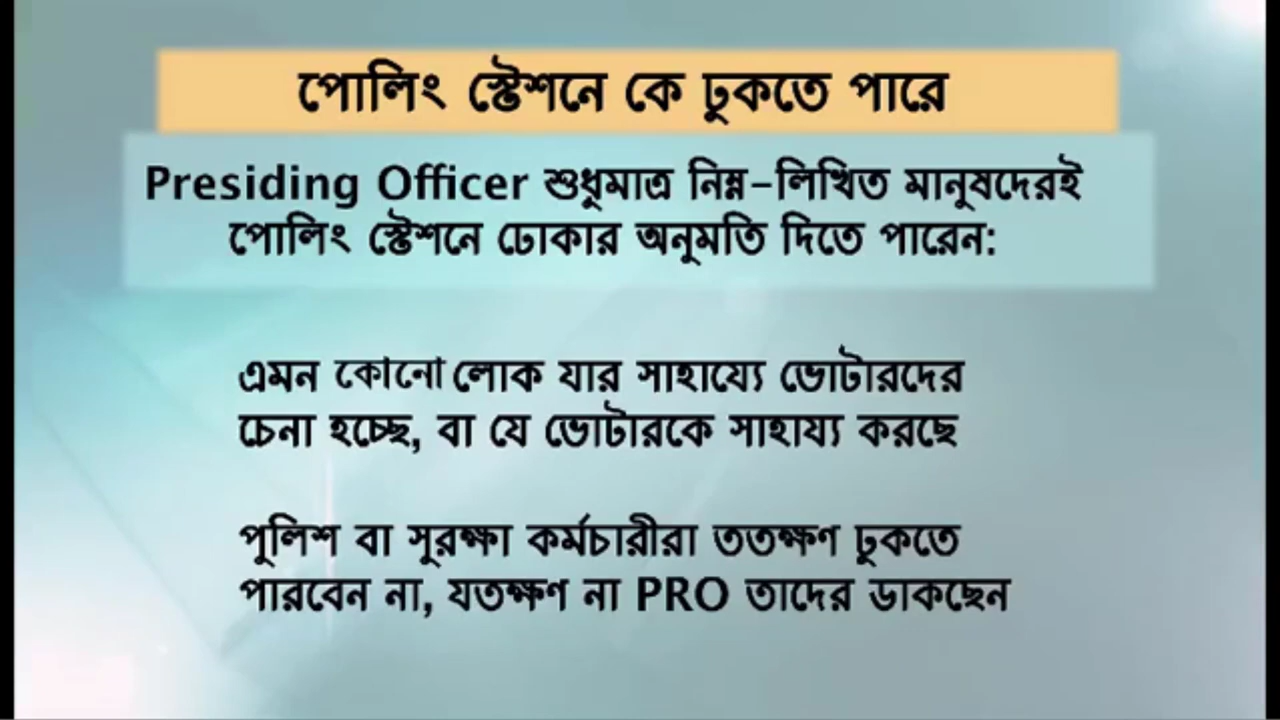 পোলিং স্টেশনে কে ঢুকতে পারে
Presiding Officer শুধুমাত্র নিম্ন-লিখিত মানুষদেরই
পোলিং স্টেশনে ঢোকার অনুমতি দিতে পারেন:
এমন কোনো লোক যার সাহায্যে ভোটারদের
চেনা হচ্ছে, বা যে ভোটারকে সাহায্য করছে
পুলিশ বা সুরক্ষা কর্মচারীরা ততক্ষণ ঢুকতে
পারবেন না, যতক্ষণ না PRO তাদের ডাকছেন